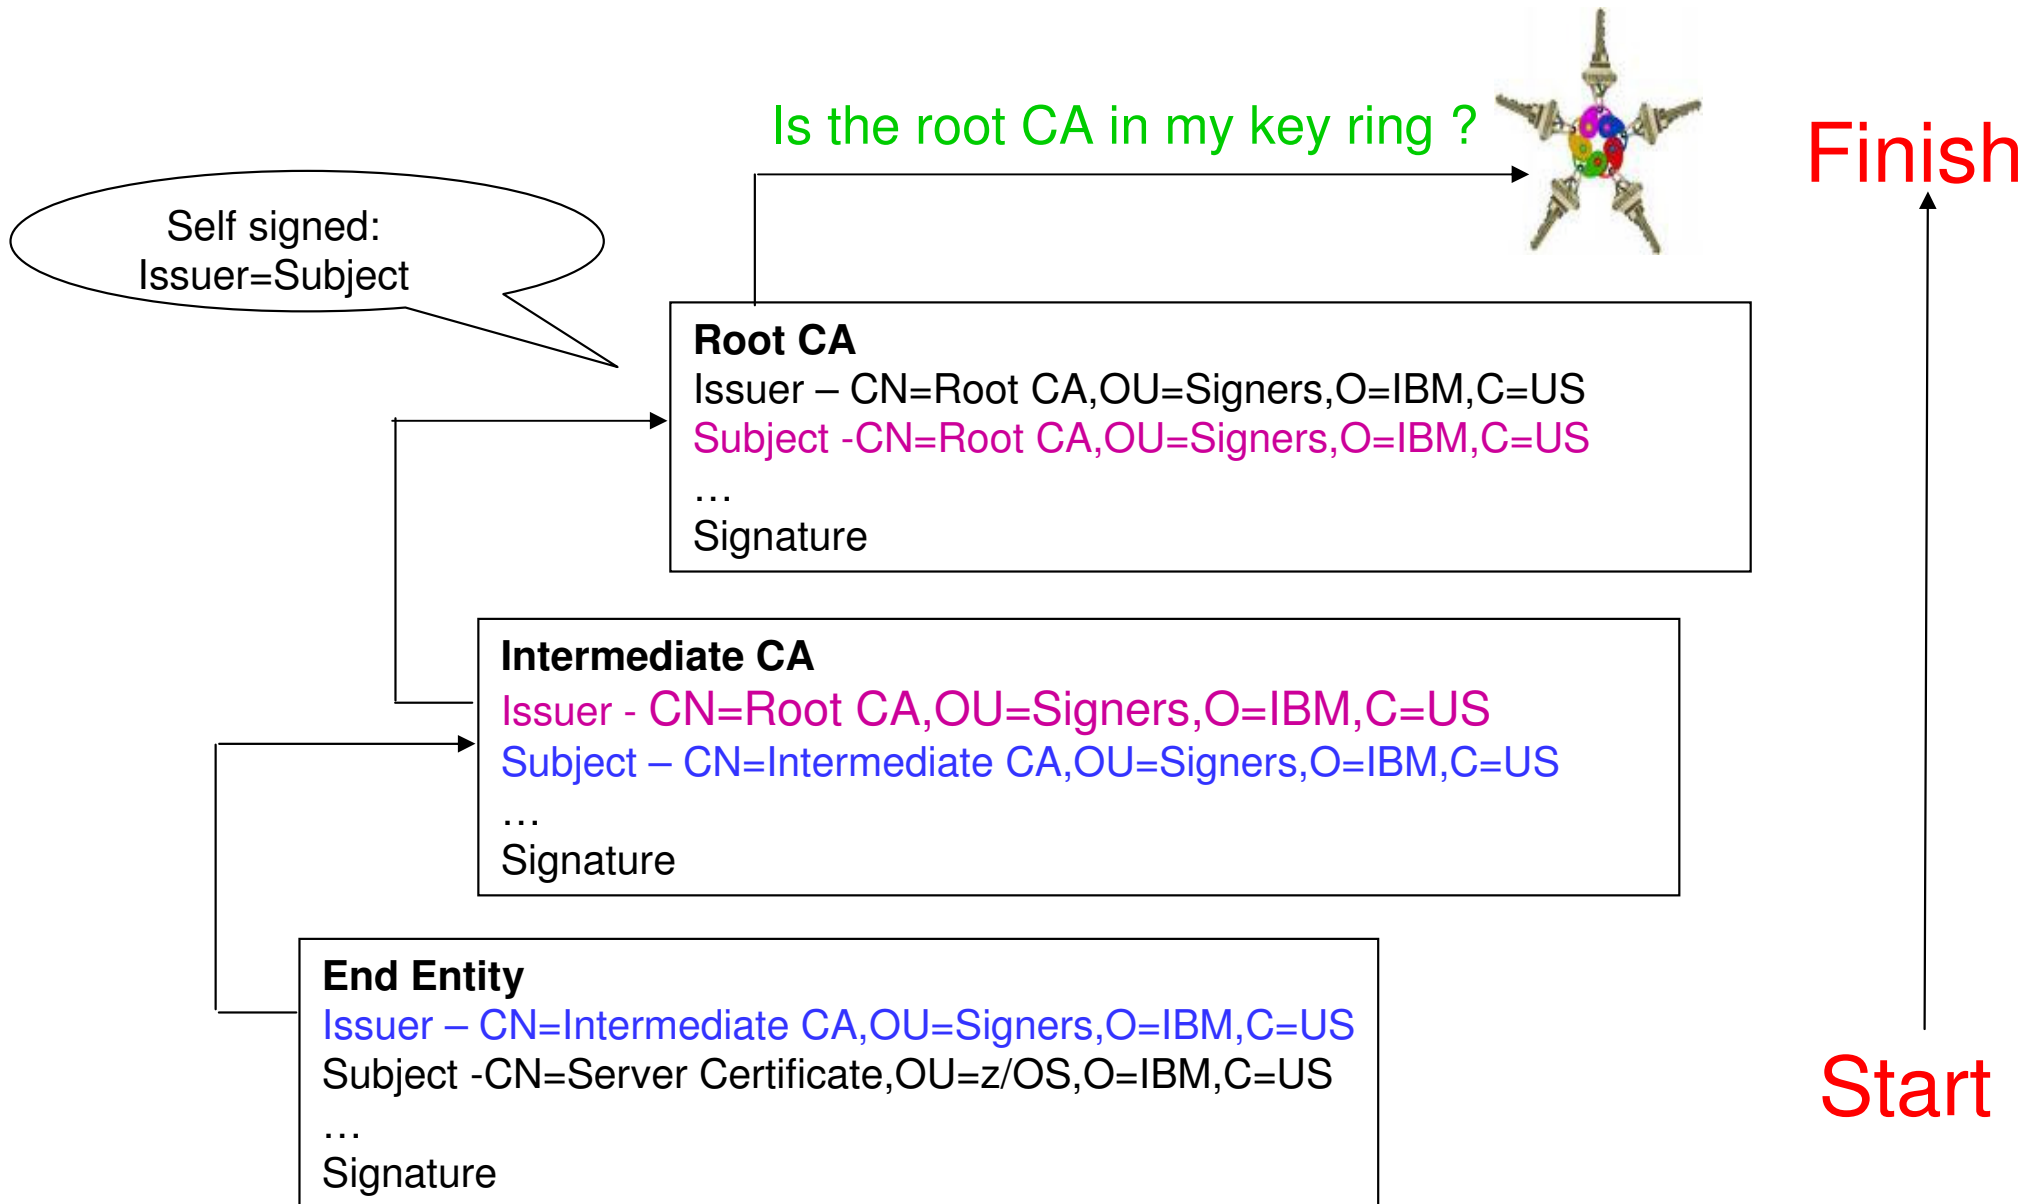 Is the root CA in my key ring ?
Finish
Self signed:
Issuer=Subject
Root CA
Issuer – CN=Root CA,OU=Signers,O=IBM,C=US
Subject -CN=Root CA,OU=Signers,O=IBM,C=US
…
Signature
Intermediate CA
Issuer - CN=Root CA,OU=Signers,O=IBM,C=US
Subject – CN=Intermediate CA,OU=Signers,O=IBM,C=US
…
Signature
End Entity
Issuer – CN=Intermediate CA,OU=Signers,O=IBM,C=US
Subject -CN=Server Certificate,OU=z/OS,O=IBM,C=US
…
Signature
Start